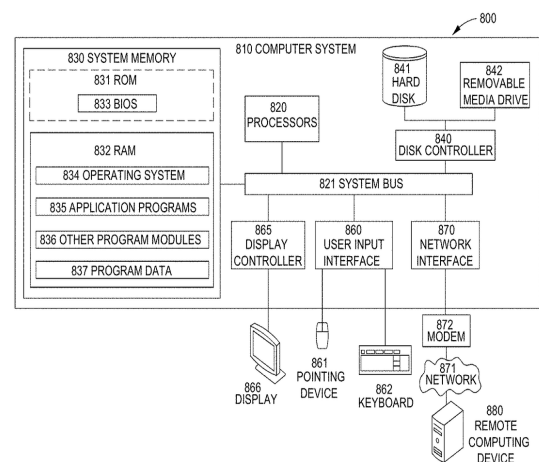 800
830 SYSTEM MEMORY
831 ROM
833 BIOS
832 RAM
834 OPERATING SYSTEM
835 APPLICATION PROGRAMS
836 OTHER PROGRAM MODULES
837 PROGRAM DATA
810 COMPUTER SYSTEM
841
HARD
DISK
842
REMOVABLE
MEDIA DRIVE
820
PROCESSORS
840
DISK CONTROLLER
821 SYSTEM BUS
865
DISPLAY
CONTROLLER
860
USER INPUT
INTERFACE
870
NETWORK
INTERFACE
866
DISPLAY
861
POINTING
DEVICE
862
KEYBOARD
872
MODEM
871
NETWORK
880
REMOTE
COMPUTING
DEVICE